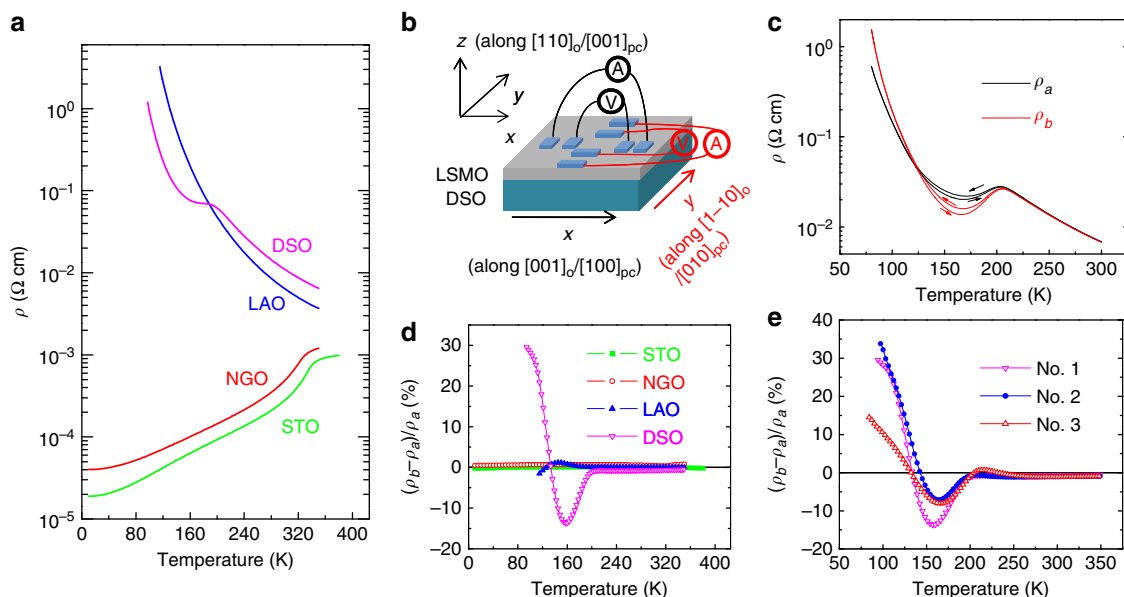 a
10⁰
10⁻¹
10⁻²
10⁻³
10⁻⁴
10⁻⁵
ρ (Ω cm)
DSO
LAO
NGO
STO
0 80 160 240 320 400
Temperature (K)
b
z (along [110]ₒ/[001]pc)
y
x
A
V
V
A
LSMO
DSO
x
(along [001]ₒ/[100]pc)
y
(along [1–10]ₒ
/[010]pc)
c
10⁰
10⁻¹
10⁻²
ρ (Ω cm)
ρa
ρb
50 100 150 200 250 300
Temperature (K)
d
40
30
20
10
0
−10
−20
(ρb–ρa)/ρa (%)
STO
NGO
LAO
DSO
0 80 160 240 320 400
Temperature (K)
e
40
30
20
10
0
−10
−20
(ρb–ρa)/ρa (%)
No. 1
No. 2
No. 3
50 100 150 200 250 300 350
Temperature (K)